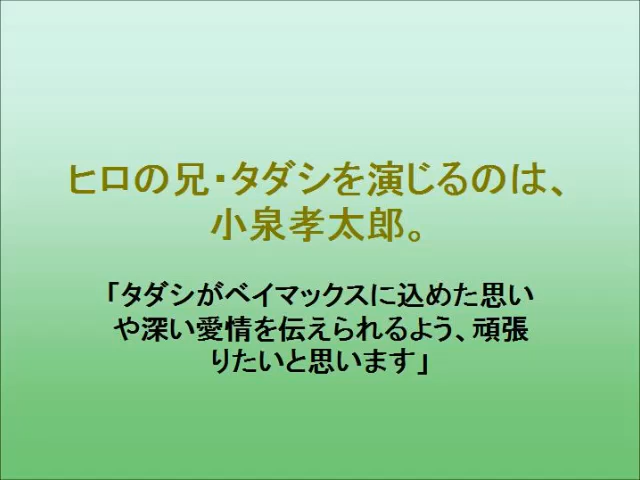 ヒロの兄・タダシを演じるのは、
小泉孝太郎。
「タダシがベイマックスに込めた思い
や深い愛情を伝えられるよう、頑張
りたいと思います」